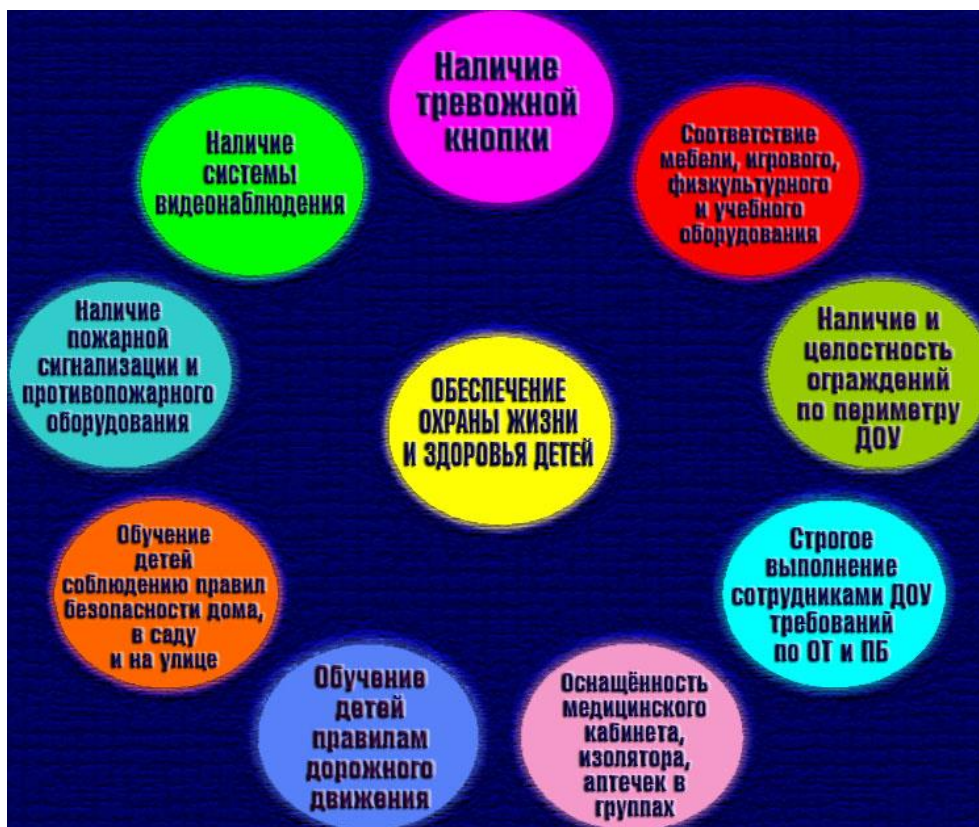 Наличие
тревожной
кнопки
Наличие
системы
видеонаблюдения
Соответствие
мебели, игрового,
физкультурного
и учебного
оборудования
Наличие
пожарной
сигнализации и
противопожарного
оборудования
Наличие и
целостность
ограждений
по периметру
ДОУ
ОБЕСПЕЧЕНИЕ
ОХРАНЫ ЖИЗНИ
И ЗДОРОВЬЯ ДЕТЕЙ
Обучение
детей
соблюдению правил
безопасности дома,
в саду
и на улице
Строгое
выполнение
сотрудниками ДОУ
требований
по ОТ и ПБ
Обучение
детей
правилам
дорожного
движения
Оснащённость
медицинского
кабинета,
изолятора,
аптечек в
группах